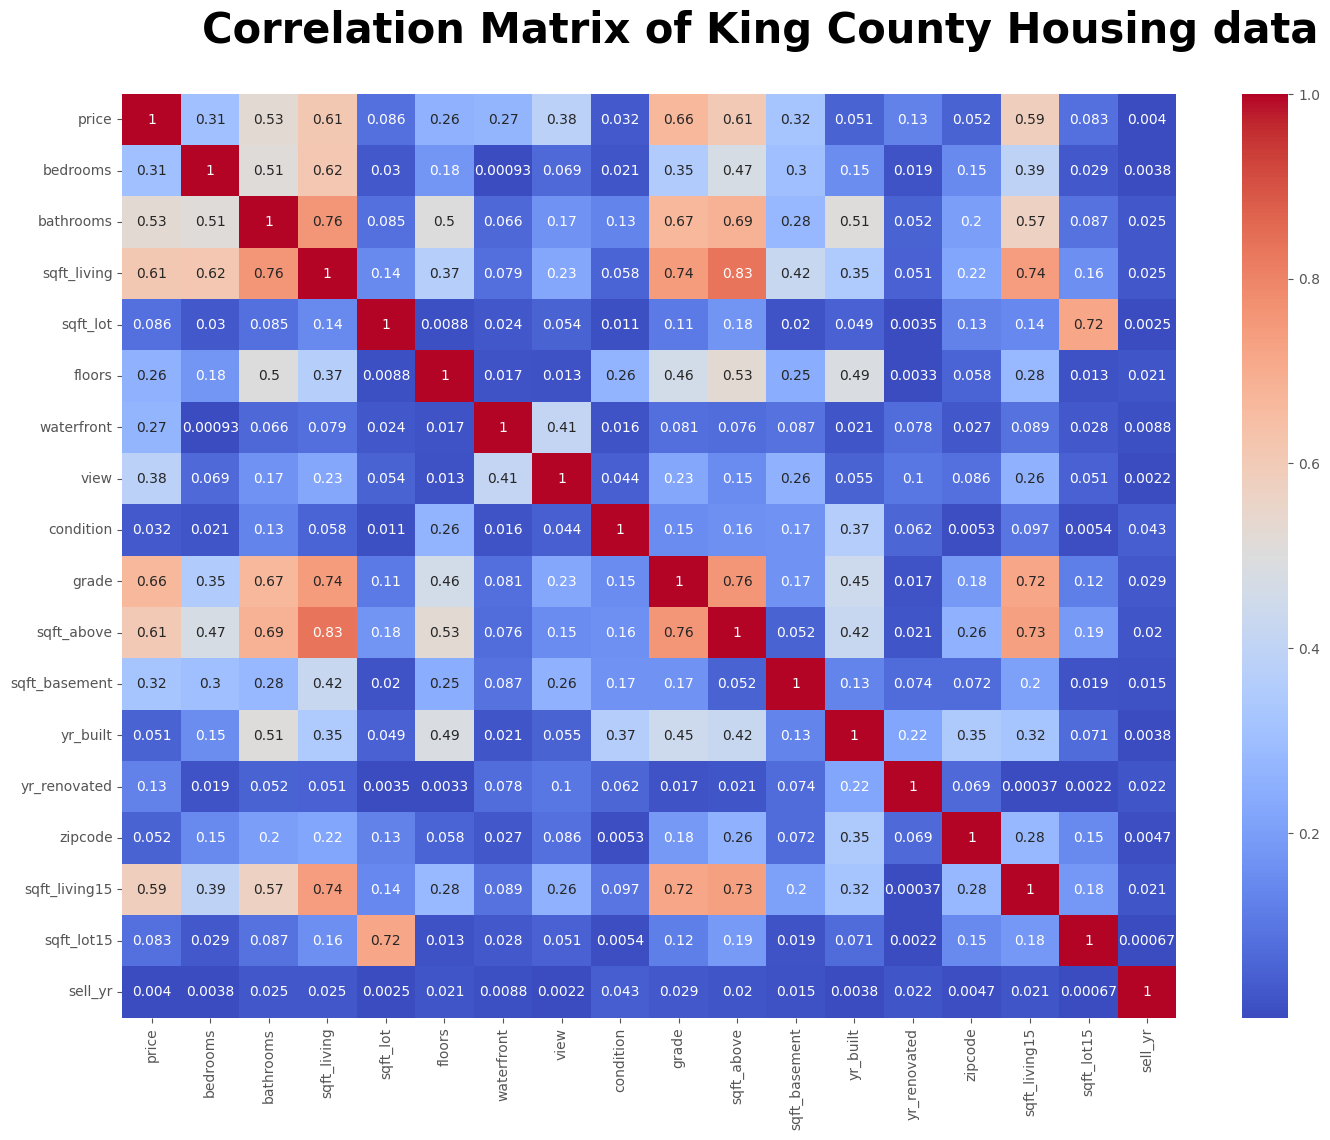 Correlation Matrix of King County Housing data
price 1 0.31 0.53 0.61 0.086 0.26 0.27 0.38 0.032 0.66 0.61 0.32 0.051 0.13 0.052 0.59 0.083 0.004 1.0
bedrooms 0.31 1 0.51 0.62 0.03 0.18 0.00093 0.069 0.021 0.35 0.47 0.3 0.15 0.019 0.15 0.39 0.029 0.0038
bathrooms 0.53 0.51 1 0.76 0.085 0.5 0.066 0.17 0.13 0.67 0.69 0.28 0.51 0.052 0.2 0.57 0.087 0.025
sqft_living 0.61 0.62 0.76 1 0.14 0.37 0.079 0.23 0.058 0.74 0.83 0.42 0.35 0.051 0.22 0.74 0.16 0.025 0.8
sqft_lot 0.086 0.03 0.085 0.14 1 0.0088 0.024 0.054 0.011 0.11 0.18 0.02 0.049 0.0035 0.13 0.14 0.72 0.0025
floors 0.26 0.18 0.5 0.37 0.0088 1 0.017 0.013 0.26 0.46 0.53 0.25 0.49 0.0033 0.058 0.28 0.013 0.021
waterfront 0.27 0.00093 0.066 0.079 0.024 0.017 1 0.41 0.016 0.081 0.076 0.087 0.021 0.078 0.027 0.089 0.028 0.0088
view 0.38 0.069 0.17 0.23 0.054 0.013 0.41 1 0.044 0.23 0.15 0.26 0.055 0.1 0.086 0.26 0.051 0.0022 0.6
condition 0.032 0.021 0.13 0.058 0.011 0.26 0.016 0.044 1 0.15 0.16 0.17 0.37 0.062 0.0053 0.097 0.0054 0.043
grade 0.66 0.35 0.67 0.74 0.11 0.46 0.081 0.23 0.15 1 0.76 0.17 0.45 0.017 0.18 0.72 0.12 0.029
sqft_above 0.61 0.47 0.69 0.83 0.18 0.53 0.076 0.15 0.16 0.76 1 0.052 0.42 0.021 0.26 0.73 0.19 0.02 0.4
sqft_basement 0.32 0.3 0.28 0.42 0.02 0.25 0.087 0.26 0.17 0.17 0.052 1 0.13 0.074 0.072 0.2 0.019 0.015
yr_built 0.051 0.15 0.51 0.35 0.049 0.49 0.021 0.055 0.37 0.45 0.42 0.13 1 0.22 0.35 0.32 0.071 0.0038
yr_renovated 0.13 0.019 0.052 0.051 0.0035 0.0033 0.078 0.1 0.062 0.017 0.021 0.074 0.22 1 0.069 0.00037 0.0022 0.022
zipcode 0.052 0.15 0.2 0.22 0.13 0.058 0.027 0.086 0.0053 0.18 0.26 0.072 0.35 0.069 1 0.28 0.15 0.0047 0.2
sqft_living15 0.59 0.39 0.57 0.74 0.14 0.28 0.089 0.26 0.097 0.72 0.73 0.2 0.32 0.00037 0.28 1 0.18 0.021
sqft_lot15 0.083 0.029 0.087 0.16 0.72 0.013 0.028 0.051 0.0054 0.12 0.19 0.019 0.071 0.0022 0.15 0.18 1 0.00067
sell_yr 0.004 0.0038 0.025 0.025 0.0025 0.021 0.0088 0.0022 0.043 0.029 0.02 0.015 0.0038 0.022 0.0047 0.021 0.00067 1
price bedrooms bathrooms sqft_living sqft_lot floors waterfront view condition grade sqft_above sqft_basement yr_built yr_renovated zipcode sqft_living15 sqft_lot15 sell_yr